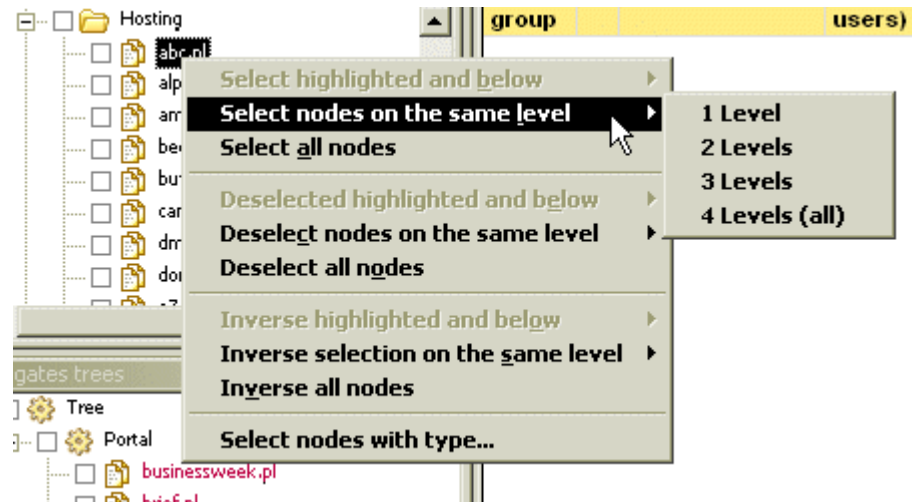 Hosting
group users)
abc.pl
alp
Select highlighted and below
Select nodes on the same level
1 Level
Select all nodes
2 Levels
3 Levels
Deselected highlighted and below
4 Levels (all)
Deselect nodes on the same level
Deselect all nodes
Inverse highlighted and below
Inverse selection on the same level
gates trees
Inverse all nodes
Tree
Portal
Select nodes with type...
businessweek.pl
brief.pl